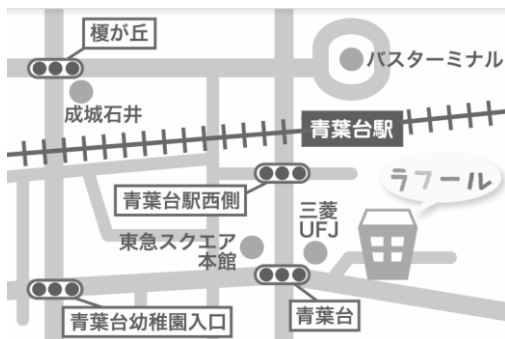 榎が丘
バスターミナル
成城石井
青葉台駅
青葉台駅西側
ラフール
三菱
UFJ
東急スクエア
本館
青葉台幼稚園入口
青葉台